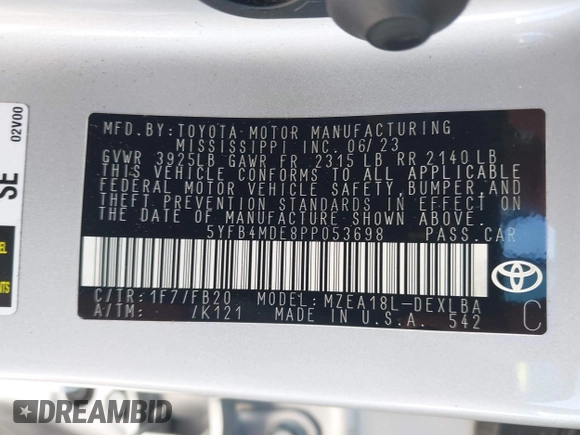 MFD.BY:TOYOTA MOTOR MANUFACTURING
MISSISSIPPI INC. 06/23
GVWR 3925LB GAWR FR 2315 LB RR 2140LB
THIS VEHICLE CONFORMS TO ALL APPLICABLE
FEDERAL MOTOR VEHICLE SAFETY, BUMPER, AND
THEFT PREVENTION STANDARDS IN EFFECT ON
THE DATE OF MANUFACTURE SHOWN ABOVE.
5YFB4MDE8PP053698 PASS.CAR
C/TR:1F7/FB20 MODEL:MZEA18L-DEXLBA
A/TM: /K121 MADE IN U.S.A. 542
C
TOYOTA
SE
02V00
DREAMBID